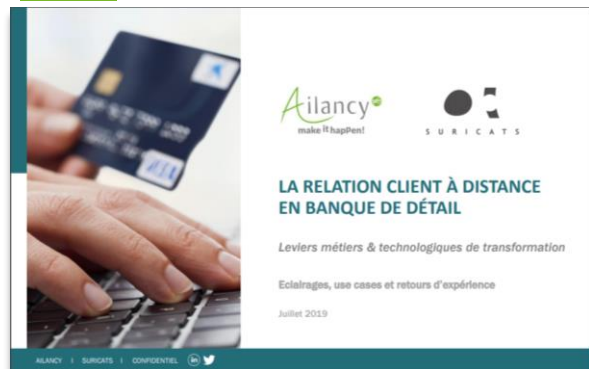 Ailancy
make it happen!
SURICATS
LA RELATION CLIENT À DISTANCE
EN BANQUE DE DÉTAIL
Leviers métiers & technologiques de transformation
Eclairages, use cases et retours d'expérience
Juillet 2019
AILANCY I SURICATS I CONFIDENTIEL in